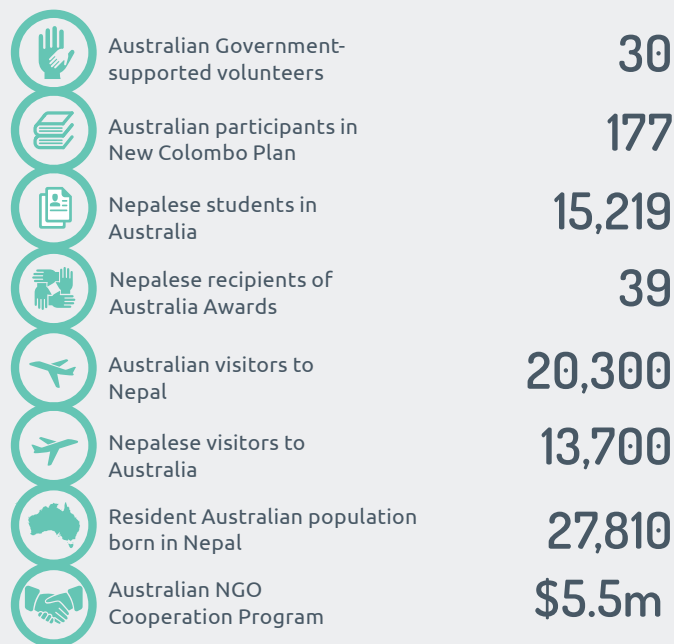 Australian Government-
supported volunteers
30
Australian participants in
New Colombo Plan
177
Nepalese students in
Australia
15,219
Nepalese recipients of
Australia Awards
39
Australian visitors to
Nepal
20,300
Nepalese visitors to
Australia
13,700
Resident Australian population
born in Nepal
27,810
Australian NGO
Cooperation Program
$5.5m